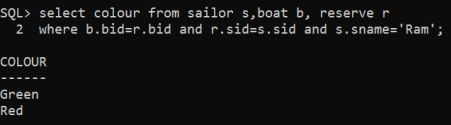 SQL> select colour from sailor s,boat b, reserve r
  2  where b.bid=r.bid and r.sid=s.sid and s.sname='Ram';
COLOUR
------
Green
Red